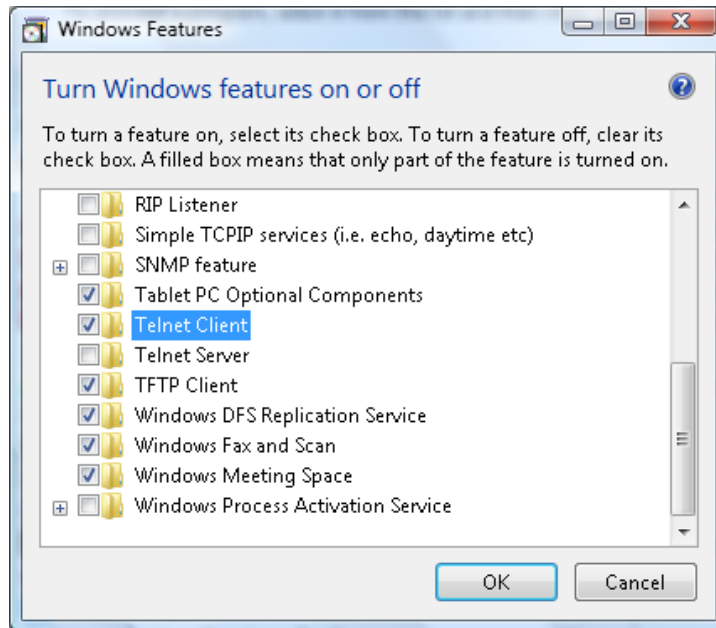 Windows Features
Turn Windows features on or off
To turn a feature on, select its check box. To turn a feature off, clear its
check box. A filled box means that only part of the feature is turned on.
RIP Listener
Simple TCPIP services (i.e. echo, daytime etc)
SNMP feature
Tablet PC Optional Components
Telnet Client
Telnet Server
TFTP Client
Windows DFS Replication Service
Windows Fax and Scan
Windows Meeting Space
Windows Process Activation Service
OK Cancel